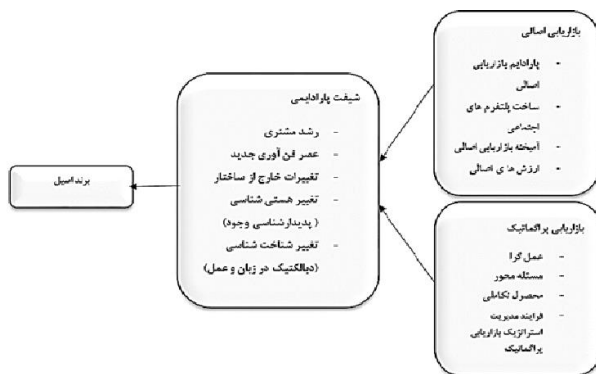 بازاریابی اصالی
- پارادایم بازاریابی
اصالی
- ساخت پلتفرم های
اجتماعی
- آمیخته بازاریابی اصالی
- ارزش های اصالی
شیفت پارادایمی
- رشد مشتری
- عصر فن آوری جدید
- تغییرات خارج از ساختار
- تغییر هستی شناسی
(پدیدارشناسی وجود)
- تغییر شناخت شناسی
(دیالکتیک در زبان و عمل)
برند اصیل
بازاریابی پراگماتیک
- عمل گرا
- مسئله محور
- محصول تکاملی
- فرایند مدیریت
استراتژیک بازاریابی
پراگماتیک